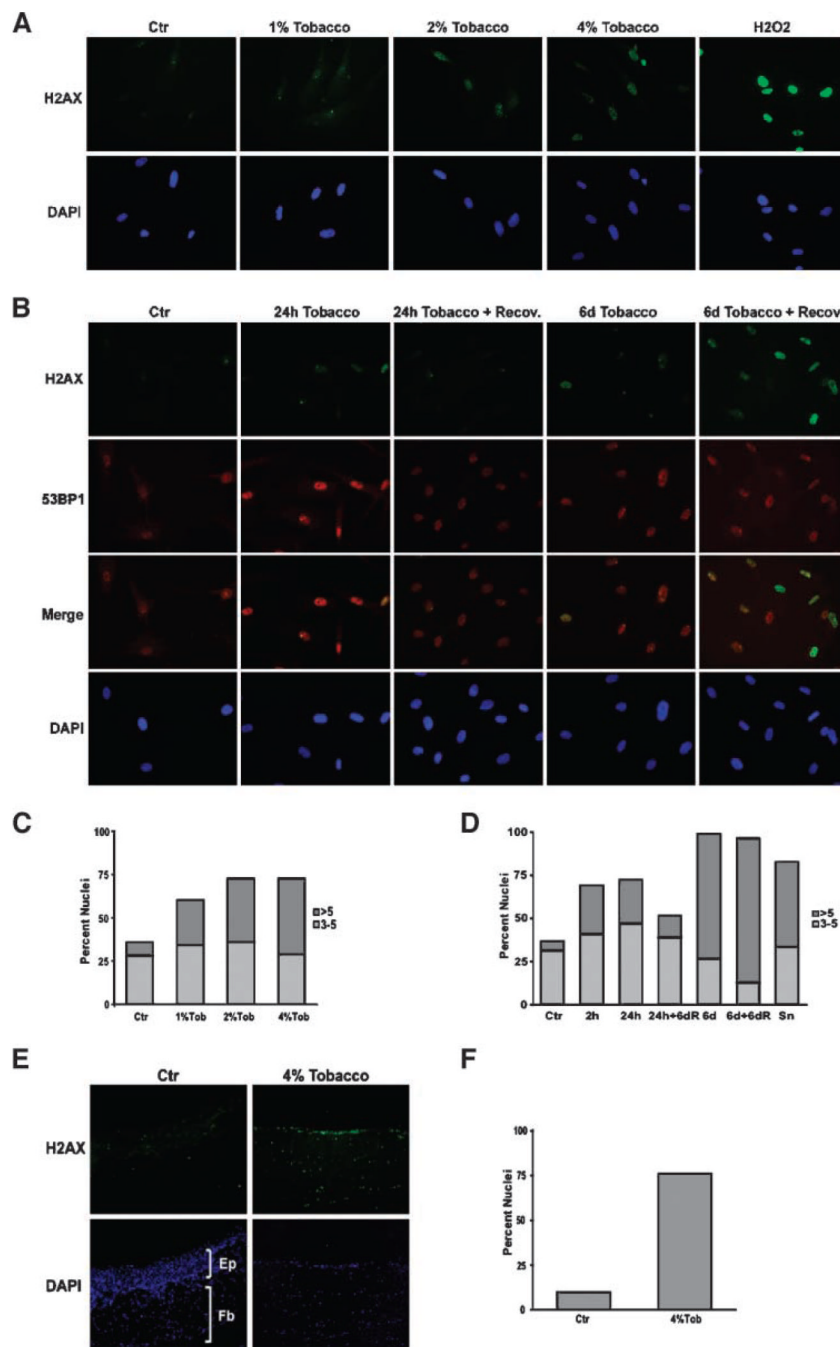 A
Ctr 1% Tobacco 2% Tobacco 4% Tobacco H2O2
H2AX
DAPI
B
Ctr 24h Tobacco 24h Tobacco + Recov. 6d Tobacco 6d Tobacco + Recov
H2AX
53BP1
Merge
DAPI
C
100
75
50
25
0
Percent Nuclei
>5
3-5
Ctr 1%Tob 2%Tob 4%Tob
D
100
75
50
25
0
Percent Nuclei
>5
3-5
Ctr 2h 24h 24h+6dR 6d 6d+6dR Sn
E
Ctr 4% Tobacco
H2AX
DAPI
Ep
Fb
F
100
75
50
25
0
Percent Nuclei
Ctr 4%Tob